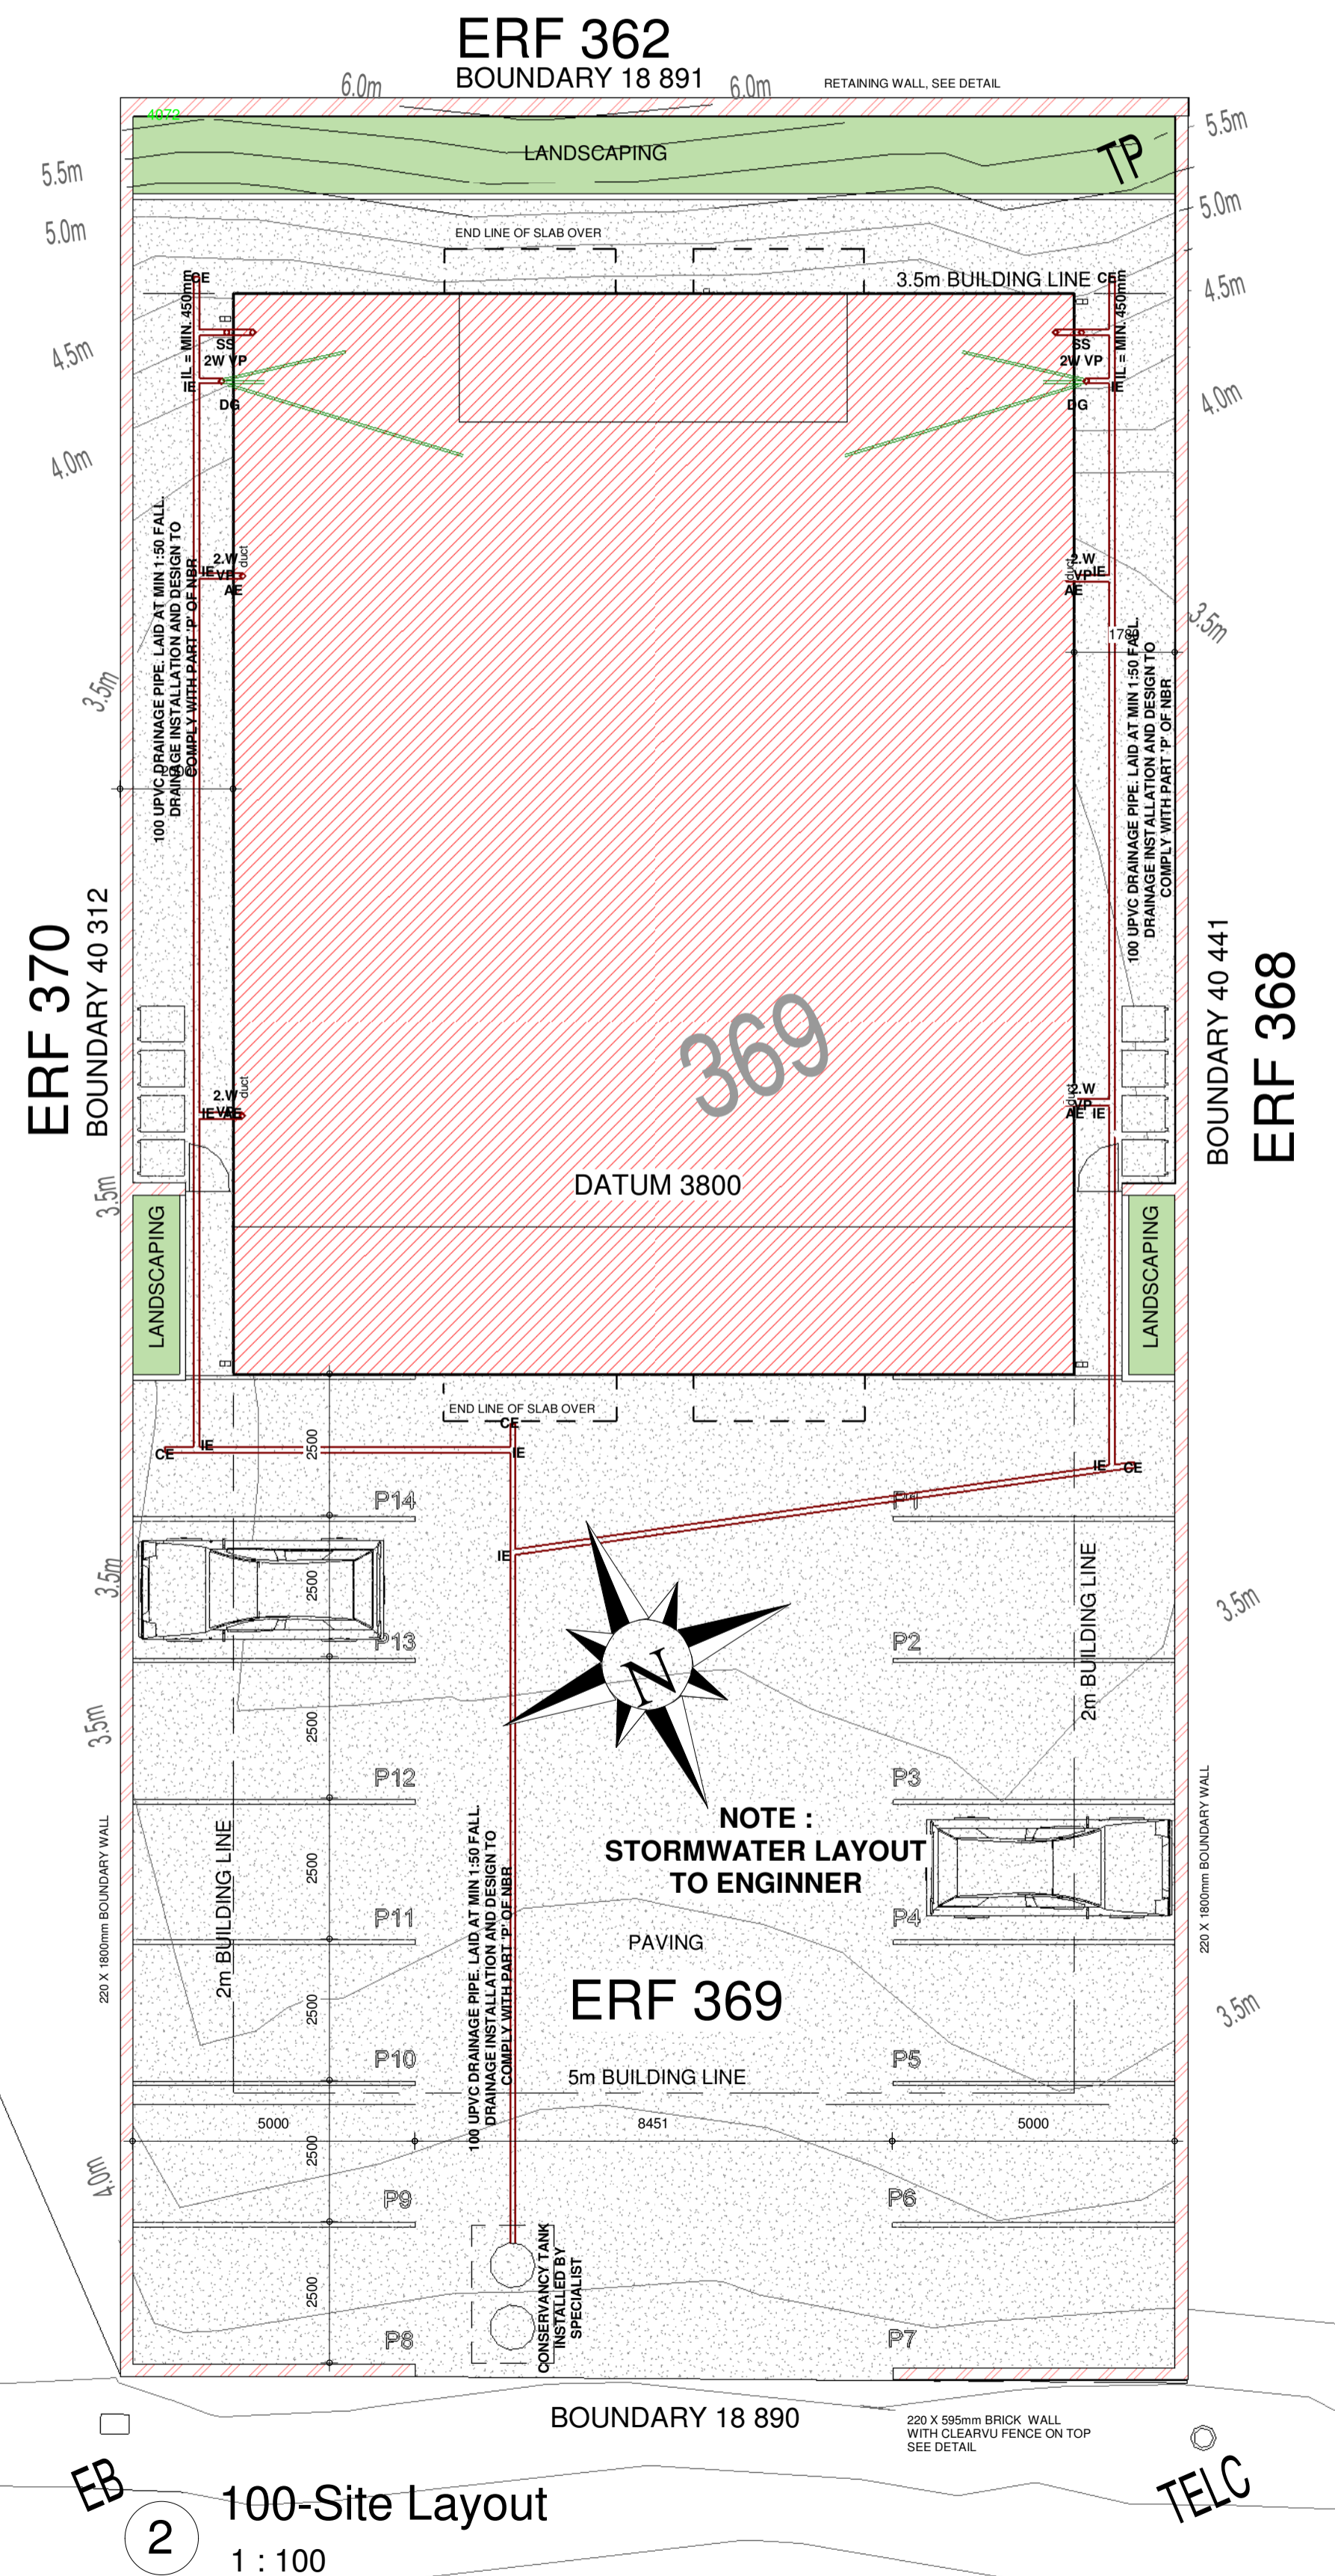 ERF 362
BOUNDARY 18 891
6.0m
6.0m
RETAINING WALL, SEE DETAIL
4072
5.5m
LANDSCAPING
TP
5.5m
5.0m
5.0m
END LINE OF SLAB OVER
3.5m BUILDING LINE
CE
CE
4.5m
IL = MIN. 450mm
IL = MIN. 450mm
SS
2W VP
IE
DG
SS
2W VP
IE
DG
4.5m
4.0m
4.0m
100 UPVC DRAINAGE PIPE. LAID AT MIN 1:50 FALL.
DRAINAGE INSTALLATION AND DESIGN TO
COMPLY WITH PART 'P' OF NBR
2.W
VP
IE
AE
duct
2.W
VP
IE
AE
duct
3.5m
1780
100 UPVC DRAINAGE PIPE. LAID AT MIN 1:50 FALL.
DRAINAGE INSTALLATION AND DESIGN TO
COMPLY WITH PART 'P' OF NBR
3.5m
2000
ERF 370
BOUNDARY 40 312
BOUNDARY 40 441
ERF 368
369
2.W
VP
IE
AE
duct
2.W
VP
AE
IE
duct
DATUM 3800
3.5m
LANDSCAPING
LANDSCAPING
END LINE OF SLAB OVER
CE
IE
CE
IE
2500
IE
CE
P14
P1
IE
3.5m
2500
3.5m
P13
P2
2m BUILDING LINE
N
3.5m
2500
P12
P3
NOTE :
STORMWATER LAYOUT
TO ENGINNER
220 X 1800mm BOUNDARY WALL
2m BUILDING LINE
2500
100 UPVC DRAINAGE PIPE. LAID AT MIN 1:50 FALL.
DRAINAGE INSTALLATION AND DESIGN TO
COMPLY WITH PART 'P' OF NBR
220 X 1800mm BOUNDARY WALL
P11
P4
PAVING
ERF 369
2500
3.5m
P10
P5
5m BUILDING LINE
5000
8451
5000
2500
4.0m
P9
P6
CONSERVANCY TANK
INSTALLED BY
SPECIALIST
2500
P8
P7
BOUNDARY 18 890
220 X 595mm BRICK WALL
WITH CLEARVU FENCE ON TOP
SEE DETAIL
EB
TELC
2
100-Site Layout
1 : 100